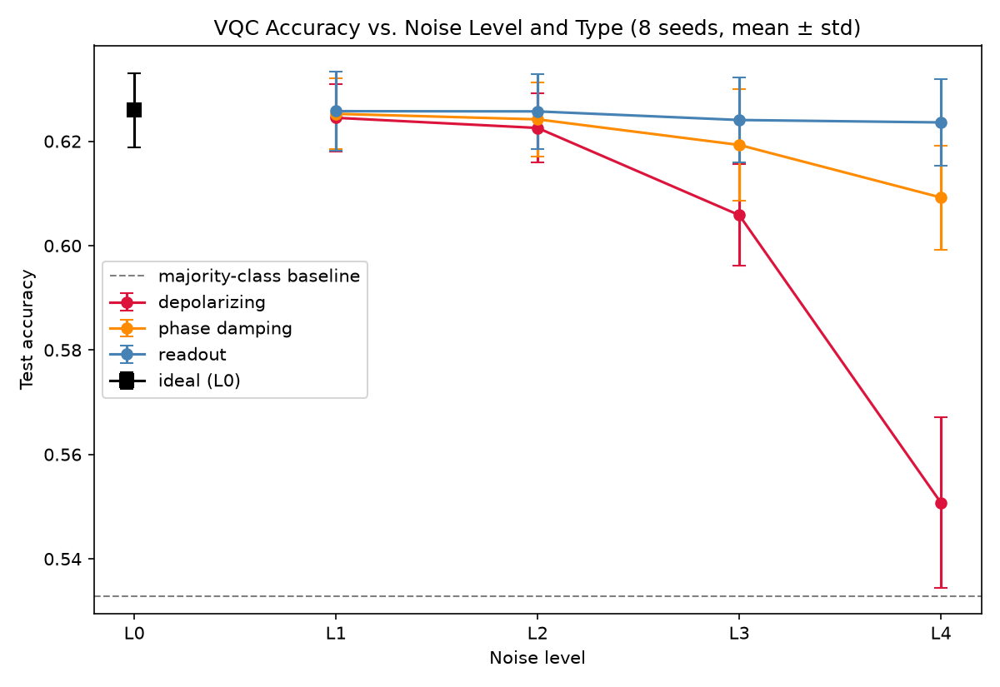 VQC Accuracy vs. Noise Level and Type (8 seeds, mean ± std)
Test accuracy
0.62
0.60
0.58
0.56
0.54
majority-class baseline
depolarizing
phase damping
readout
ideal (L0)
L0 L1 L2 L3 L4
Noise level